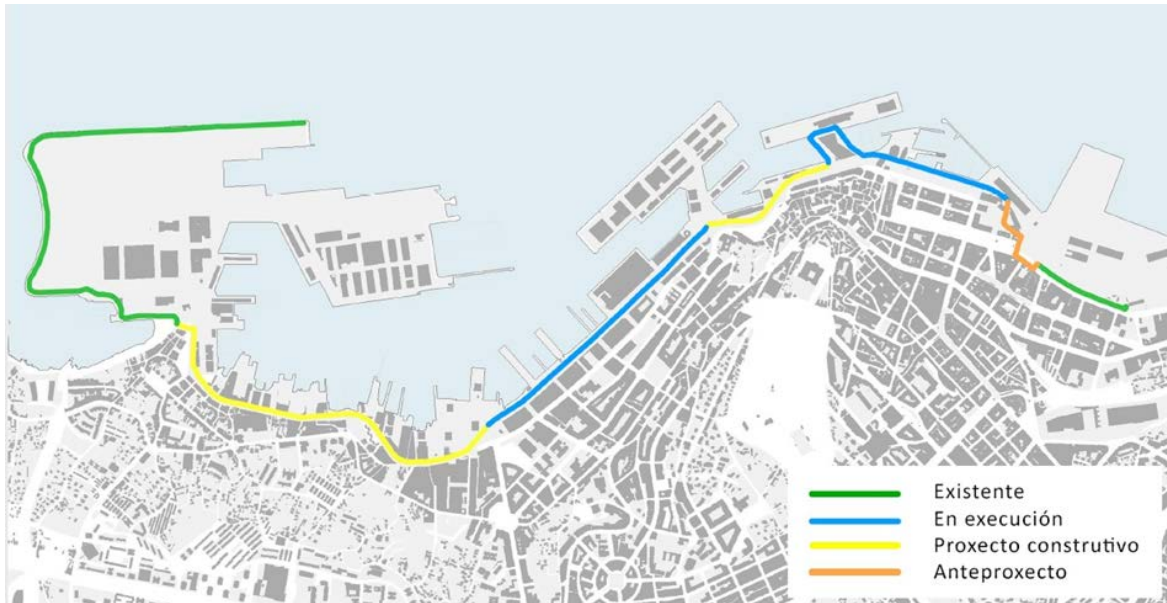 Existente
En execución
Proxecto construtivo
Anteproxecto